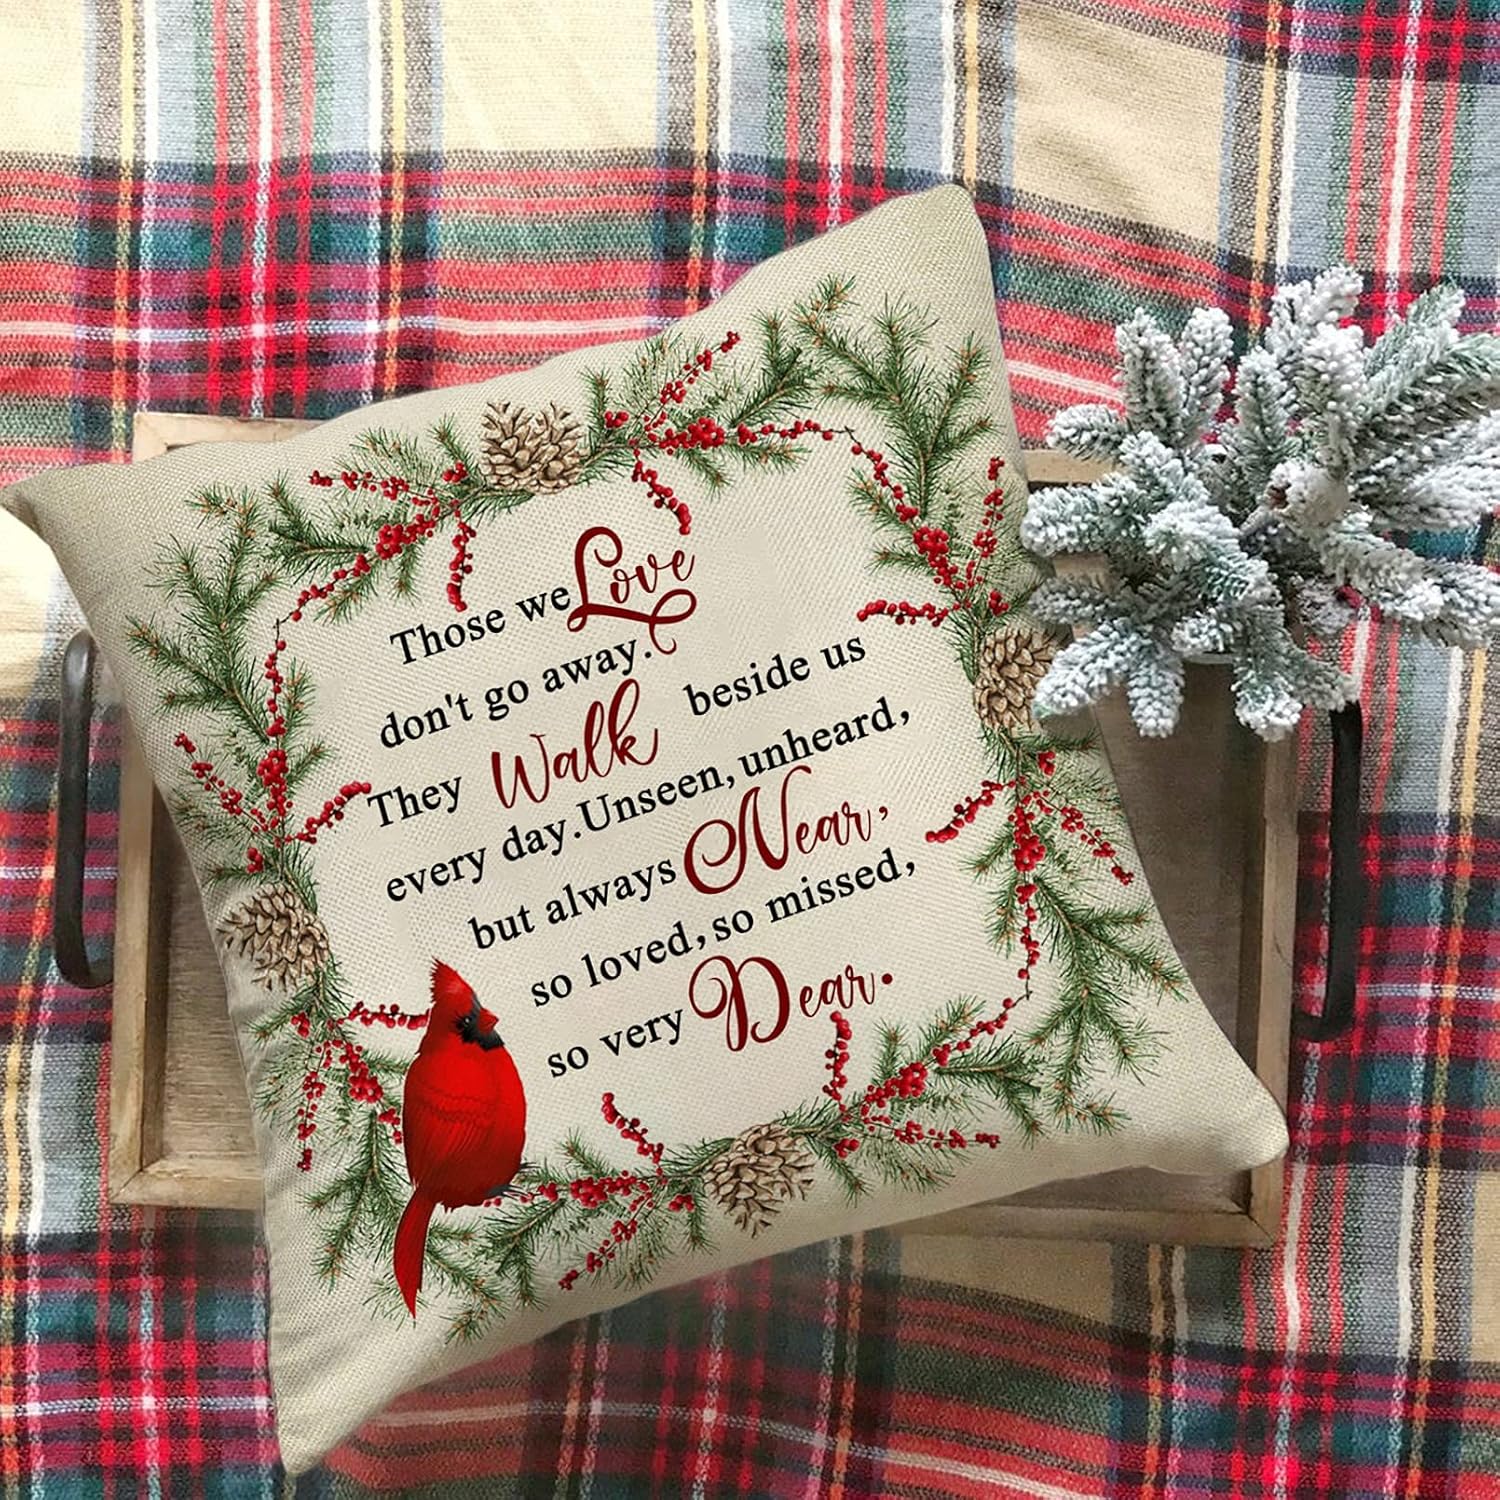 Those we Love
don't go away.
They Walk beside us
every day.Unseen,unheard,
but always Near,
so loved,so missed,
so very Dear.